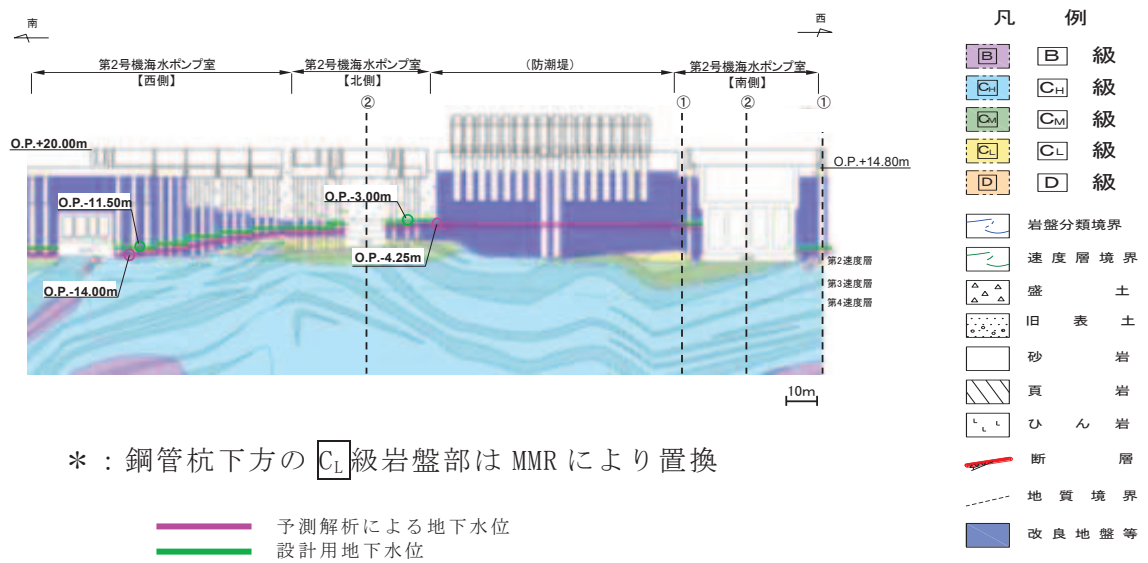 南
西
第2号機海水ポンプ室
【西側】
第2号機海水ポンプ室
【北側】
(防潮堤)
第2号機海水ポンプ室
【南側】
②
①
②
①
O.P.+20.00m
O.P.+14.80m
O.P.-11.50m
O.P.-3.00m
O.P.-4.25m
O.P.-14.00m
第2速度層
第3速度層
第4速度層
10m
*:鋼管杭下方の CL級岩盤部は MMR により置換
予測解析による地下水位
設計用地下水位
凡 例
B B 級
CH CH 級
CM CM 級
CL CL 級
D D 級
岩盤分類境界
速度層境界
盛土
旧表土
砂岩
頁岩
ひん岩
断層
地質境界
改良地盤等